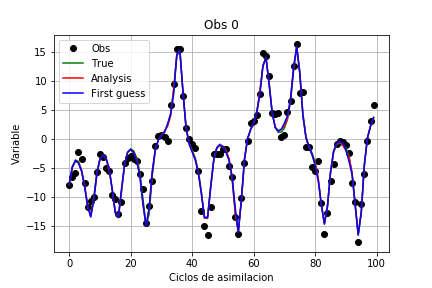 Obs 0
Obs
True
Analysis
First guess
15
10
5
0
−5
−10
−15
Variable
0 20 40 60 80 100
Ciclos de asimilacion